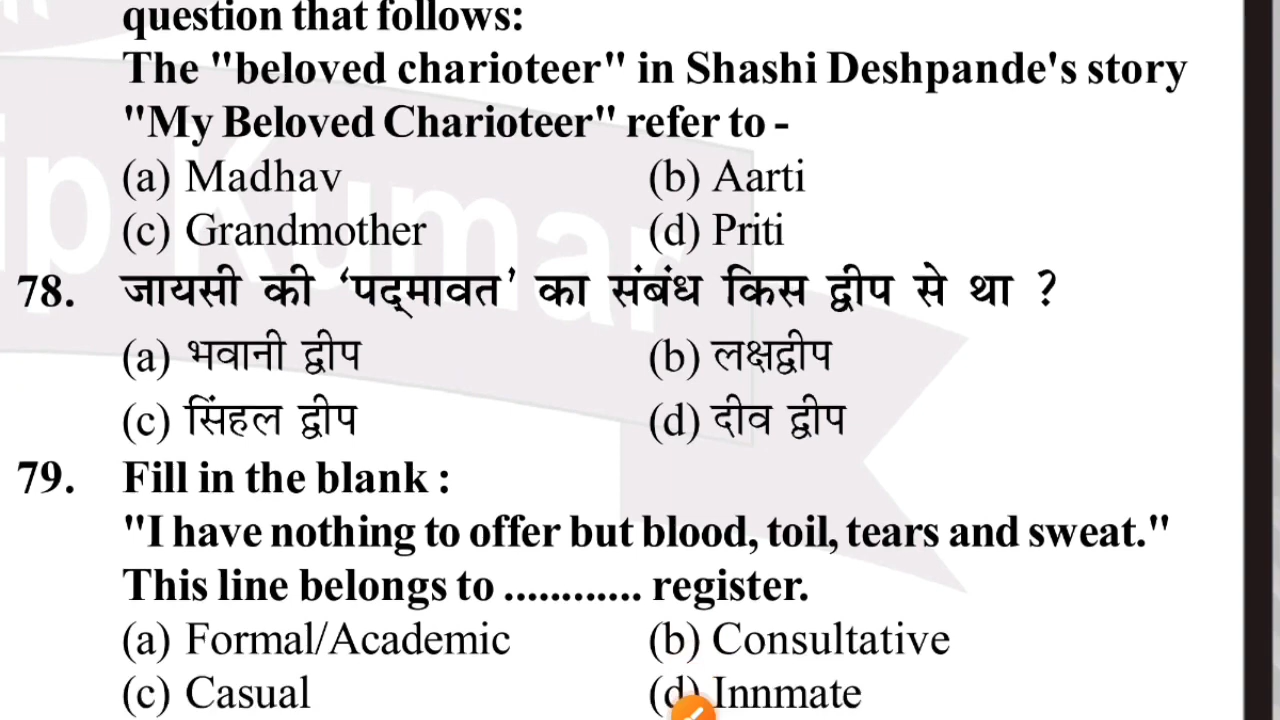 question that follows:
The "beloved charioteer" in Shashi Deshpande's story
"My Beloved Charioteer" refer to -
(a) Madhav (b) Aarti
(c) Grandmother (d) Priti
78. जायसी की ‘पद्मावत’ का संबंध किस द्वीप से था ?
(a) भवानी द्वीप (b) लक्षद्वीप
(c) सिंहल द्वीप (d) दीव द्वीप
79. Fill in the blank :
"I have nothing to offer but blood, toil, tears and sweat."
This line belongs to ............ register.
(a) Formal/Academic (b) Consultative
(c) Casual (d) Innmate
ip Kumar